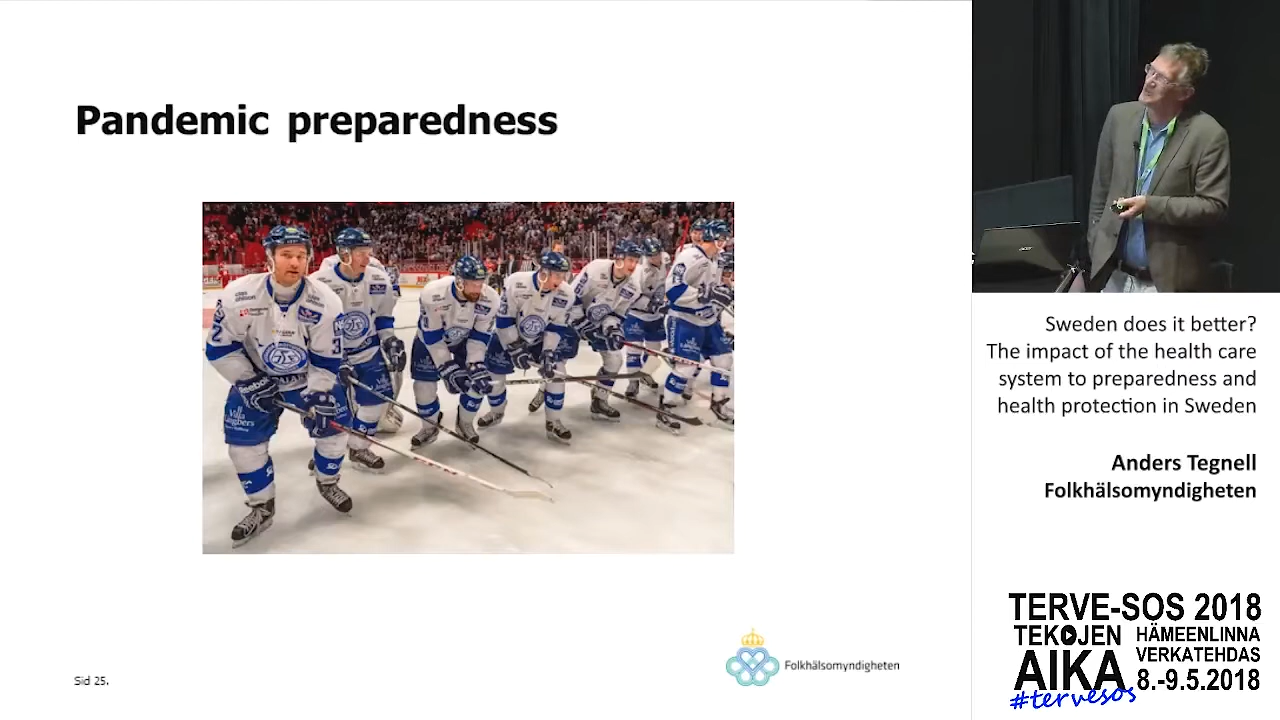 Pandemic preparedness
Reebok
Folkhälsomyndigheten
Sid 25.
acer
Sweden does it better?
The impact of the health care
system to preparedness and
health protection in Sweden
Anders Tegnell
Folkhälsomyndigheten
TERVE-SOS 2018
TEKOJEN
AIKA
HÄMEENLINNA
VERKATEHDAS
8.-9.5.2018
#tervesos